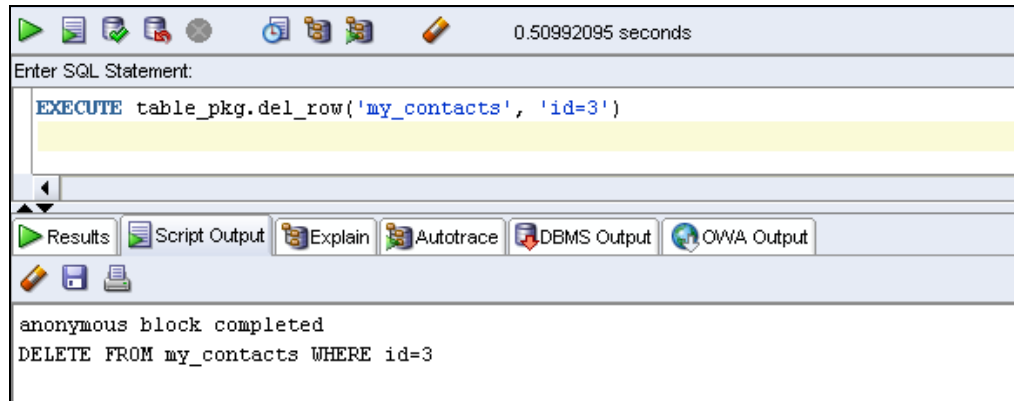 0.50992095 seconds
Enter SQL Statement:
EXECUTE table_pkg.del_row('my_contacts', 'id=3')
Results Script Output Explain Autotrace DBMS Output OWA Output
anonymous block completed
DELETE FROM my_contacts WHERE id=3